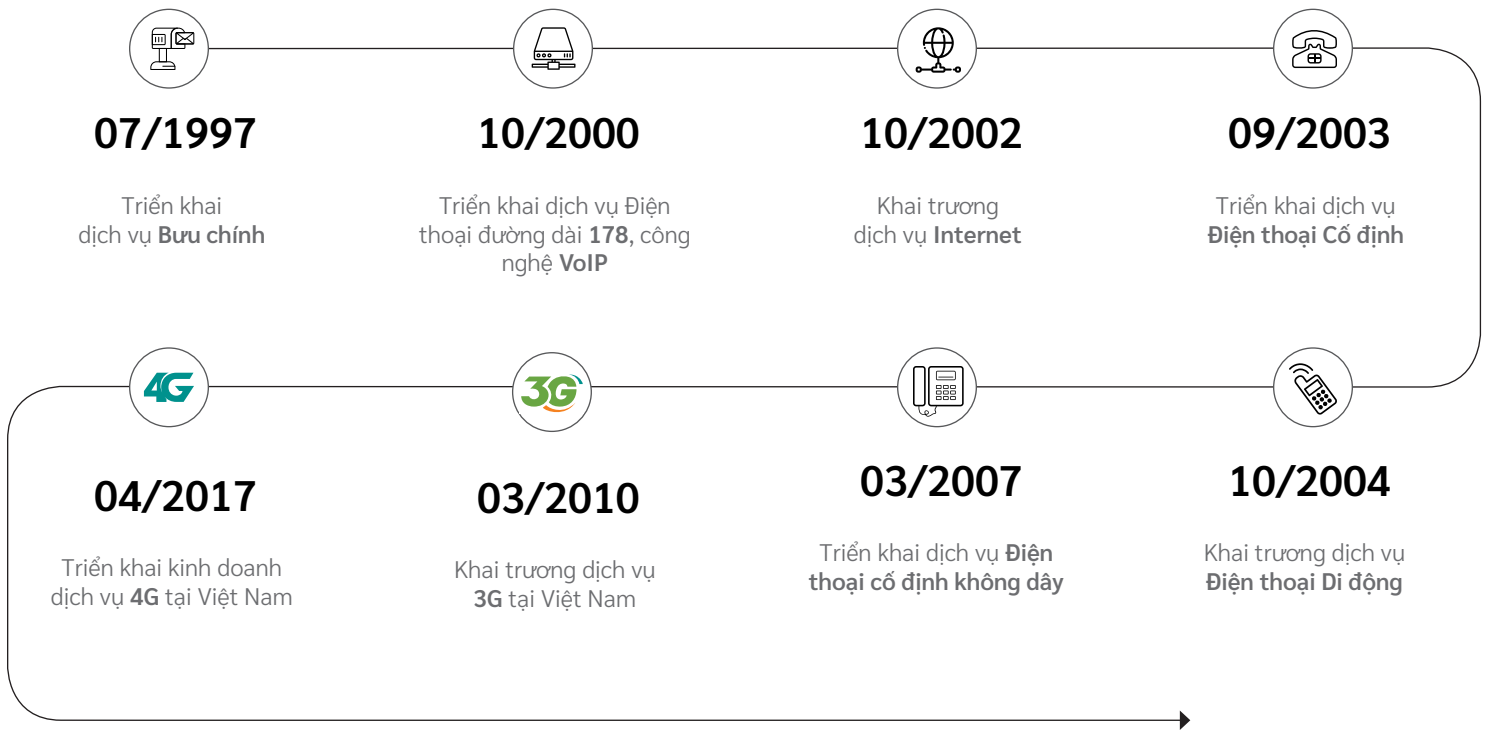 07/1997
Triển khai
dịch vụ Bưu chính
10/2000
Triển khai dịch vụ Điện
thoại đường dài 178, công
nghệ VoIP
10/2002
Khai trương
dịch vụ Internet
09/2003
Triển khai dịch vụ
Điện thoại Cố định
10/2004
Khai trương dịch vụ
Điện thoại Di động
03/2007
Triển khai dịch vụ Điện
thoại cố định không dây
3G
03/2010
Khai trương dịch vụ
3G tại Việt Nam
4G
04/2017
Triển khai kinh doanh
dịch vụ 4G tại Việt Nam